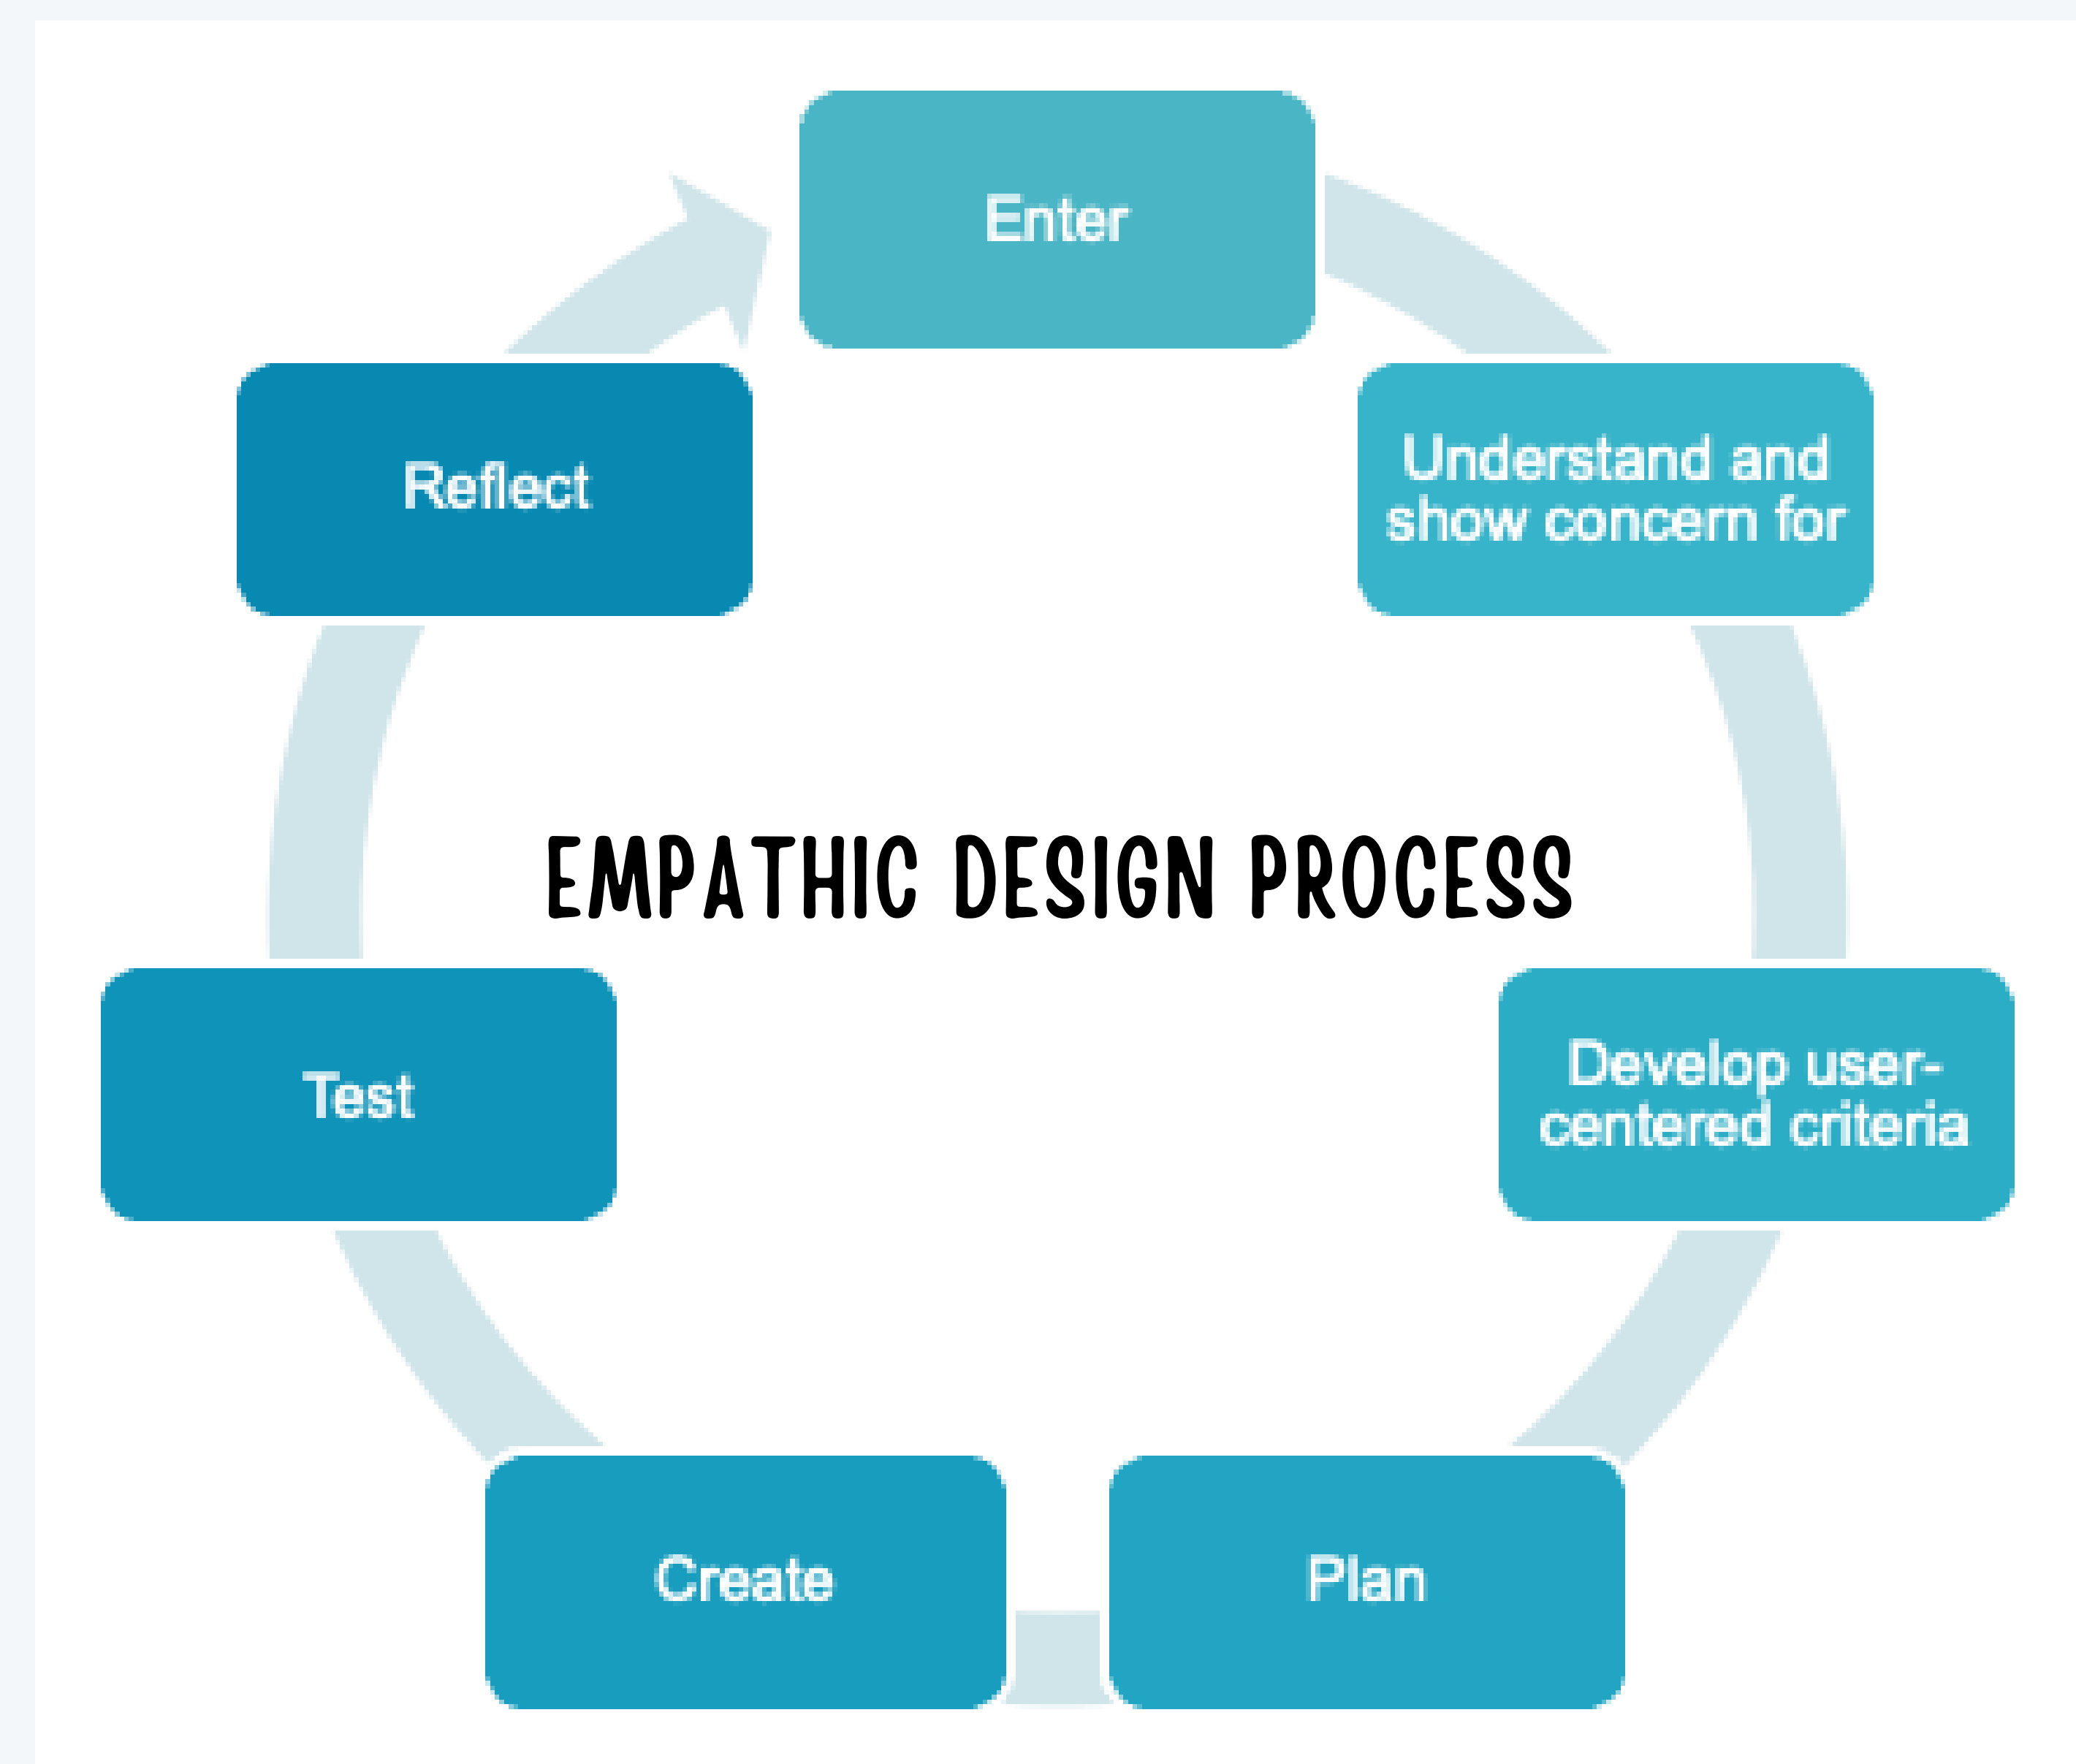 Enter
Understand and
show concern for
Develop user-
centered criteria
Plan
Create
Test
Reflect
EMPATHIC DESIGN PROCESS